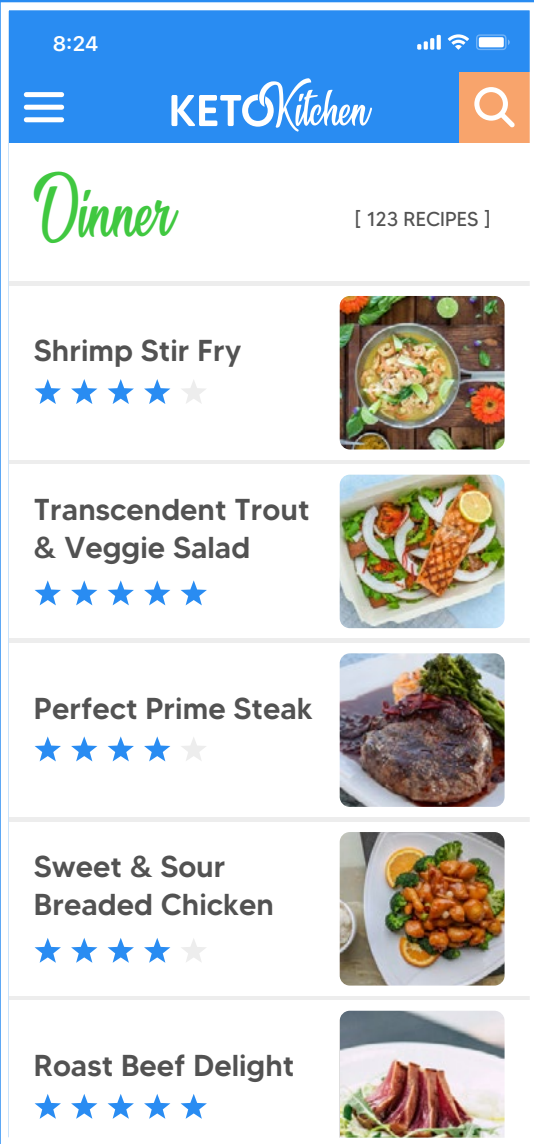 8:24
KETOKitchen
Dinner
[ 123 RECIPES ]
Shrimp Stir Fry
Transcendent Trout
& Veggie Salad
Perfect Prime Steak
Sweet & Sour
Breaded Chicken
Roast Beef Delight